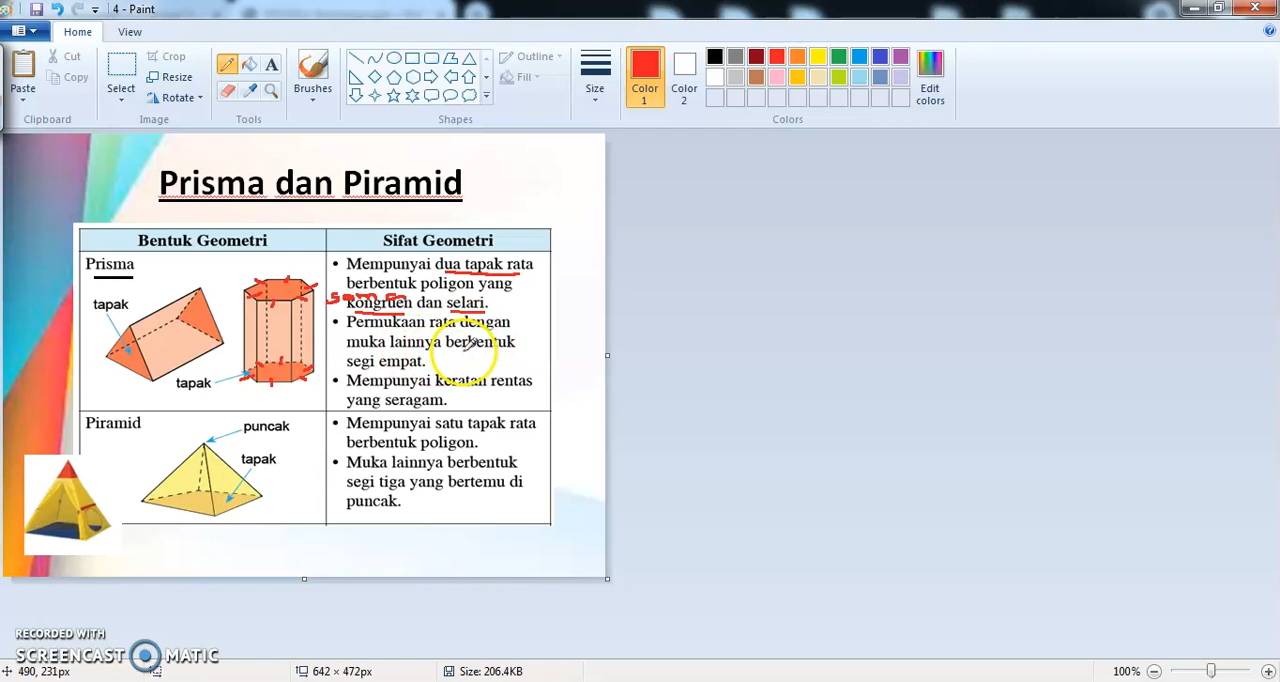 4 - Paint
Home
View
Paste
Cut
Copy
Clipboard
Select
Crop
Resize
Rotate
Image
A
Tools
Brushes
Outline
Fill
Shapes
Size
Color
1
Color
2
Edit
colors
Colors
Prisma dan Piramid
Bentuk Geometri
Sifat Geometri
Prisma
tapak
tapak
• Mempunyai dua tapak rata
berbentuk poligon yang
sama
kongruen dan selari.
• Permukaan rata dengan
muka lainnya berbentuk
segi empat.
• Mempunyai keratan rentas
yang seragam.
Piramid
puncak
tapak
• Mempunyai satu tapak rata
berbentuk poligon.
• Muka lainnya berbentuk
segi tiga yang bertemu di
puncak.
RECORDED WITH
SCREENCAST MATIC
490, 231px
642 × 472px
Size: 206.4KB
100%